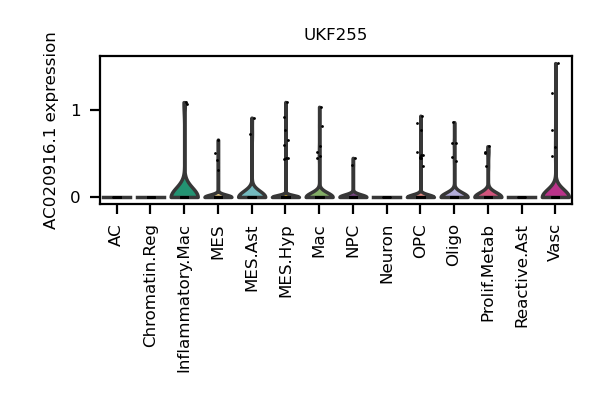 UKF255
AC020916.1 expression
1
0
AC
Chromatin.Reg
Inflammatory.Mac
MES
MES.Ast
MES.Hyp
Mac
NPC
Neuron
OPC
Oligo
Prolif.Metab
Reactive.Ast
Vasc